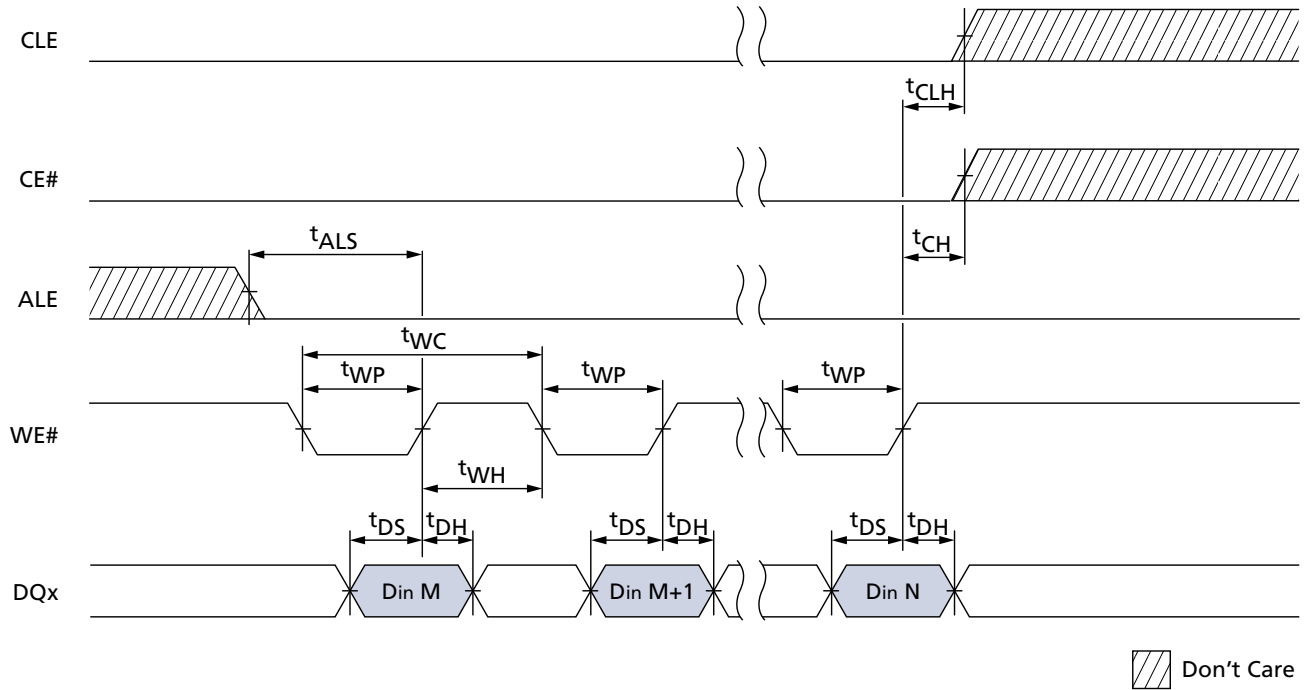 CLE
tCLH
CE#
tALS
tCH
ALE
tWC
tWP
tWP
tWP
WE#
tWH
tDS
tDH
tDS
tDH
tDS
tDH
DQx
Din M
Din M+1
Din N
Don't Care